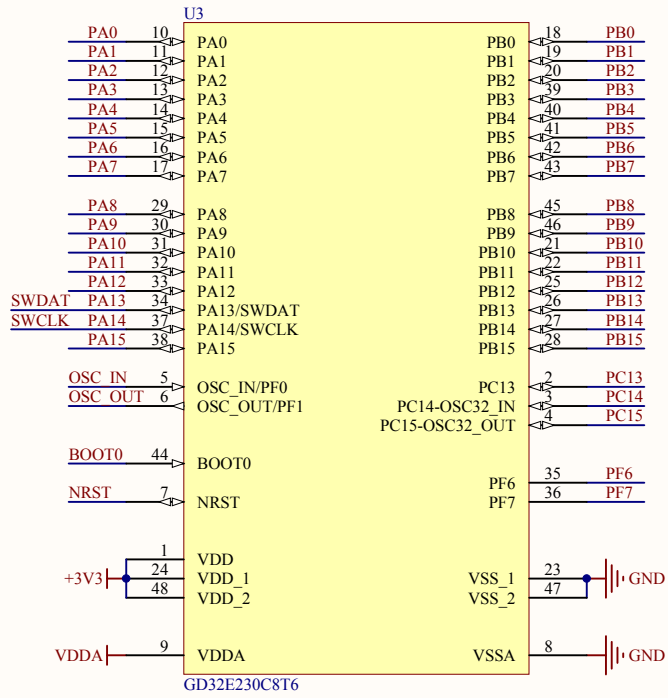 U3
PA0 10 PA0 PB0 18 PB0
PA1 11 PA1 PB1 19 PB1
PA2 12 PA2 PB2 20 PB2
PA3 13 PA3 PB3 39 PB3
PA4 14 PA4 PB4 40 PB4
PA5 15 PA5 PB5 41 PB5
PA6 16 PA6 PB6 42 PB6
PA7 17 PA7 PB7 43 PB7
PA8 29 PA8 PB8 45 PB8
PA9 30 PA9 PB9 46 PB9
PA10 31 PA10 PB10 21 PB10
PA11 32 PA11 PB11 22 PB11
PA12 33 PA12 PB12 25 PB12
SWDAT PA13 34 PA13/SWDAT PB13 26 PB13
SWCLK PA14 37 PA14/SWCLK PB14 27 PB14
PA15 38 PA15 PB15 28 PB15
OSC_IN 5 OSC_IN/PF0 PC13 2 PC13
OSC_OUT 6 OSC_OUT/PF1 PC14-OSC32_IN 3 PC14
PC15-OSC32_OUT 4 PC15
BOOT0 44 BOOT0
PF6 35 PF6
NRST 7 NRST PF7 36 PF7
1 VDD
+3V3 24 VDD_1 VSS_1 23 GND
48 VDD_2 VSS_2 47
VDDA 9 VDDA VSSA 8 GND
GD32E230C8T6